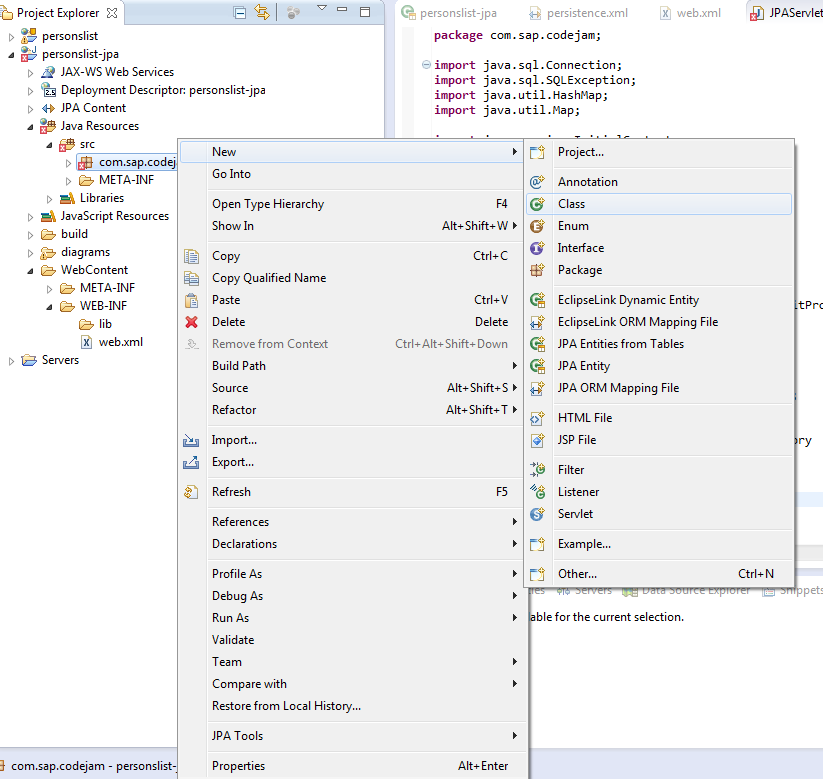 Project Explorer
personslist
personslist-jpa
JAX-WS Web Services
Deployment Descriptor: personslist-jpa
JPA Content
Java Resources
src
com.sap.codej
META-INF
Libraries
JavaScript Resources
build
diagrams
WebContent
META-INF
WEB-INF
lib
web.xml
Servers
personslist-jpa persistence.xml web.xml JPAServlet
package com.sap.codejam;
import java.sql.Connection;
import java.sql.SQLException;
import java.util.HashMap;
import java.util.Map;
New
Go Into
Open Type Hierarchy F4
Show In Alt+Shift+W
Copy Ctrl+C
Copy Qualified Name
Paste Ctrl+V
Delete Delete
Remove from Context Ctrl+Alt+Shift+Down
Build Path
Source Alt+Shift+S
Refactor Alt+Shift+T
Import...
Export...
Refresh F5
References
Declarations
Profile As
Debug As
Run As
Validate
Team
Compare with
Restore from Local History...
JPA Tools
Properties Alt+Enter
Project...
Annotation
Class
Enum
Interface
Package
EclipseLink Dynamic Entity
EclipseLink ORM Mapping File
JPA Entities from Tables
JPA Entity
JPA ORM Mapping File
HTML File
JSP File
Filter
Listener
Servlet
Example...
Other... Ctrl+N
itPro
ory
Servers Data Source Explorer Snippets
able for the current selection.
com.sap.codejam - personslist-